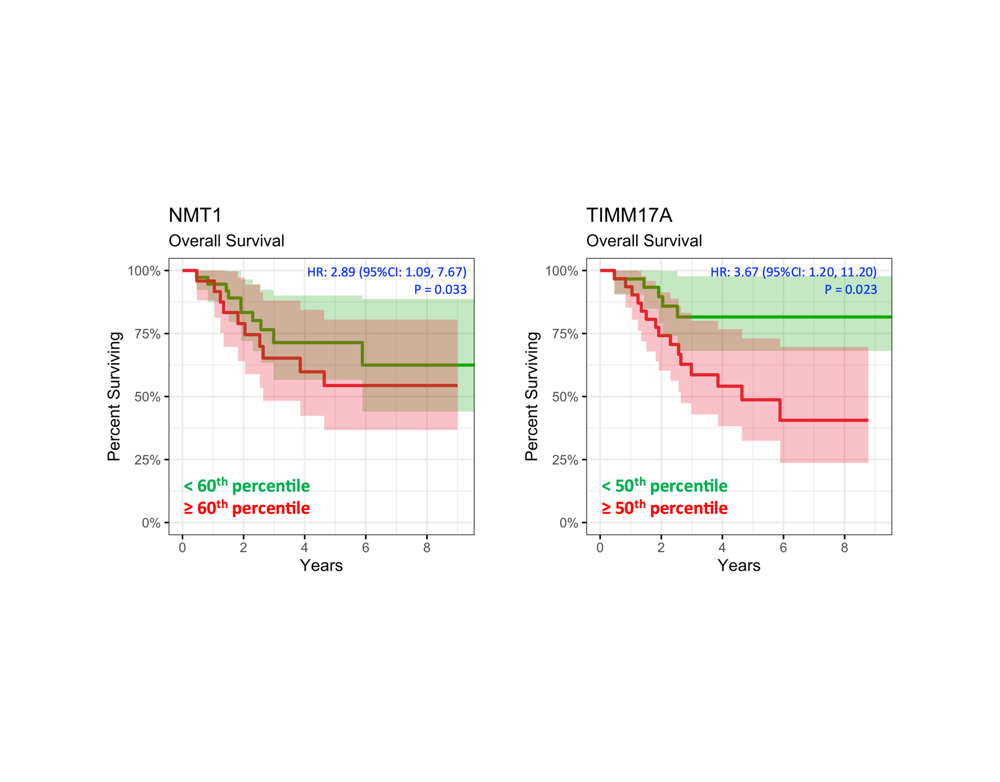 NMT1
Overall Survival
HR: 2.89 (95%CI: 1.09, 7.67)
P = 0.033
Percent Surviving
100%
75%
50%
25%
0%
< 60th percentile
≥ 60th percentile
0 2 4 6 8
Years
TIMM17A
Overall Survival
HR: 3.67 (95%CI: 1.20, 11.20)
P = 0.023
Percent Surviving
100%
75%
50%
25%
0%
< 50th percentile
≥ 50th percentile
0 2 4 6 8
Years